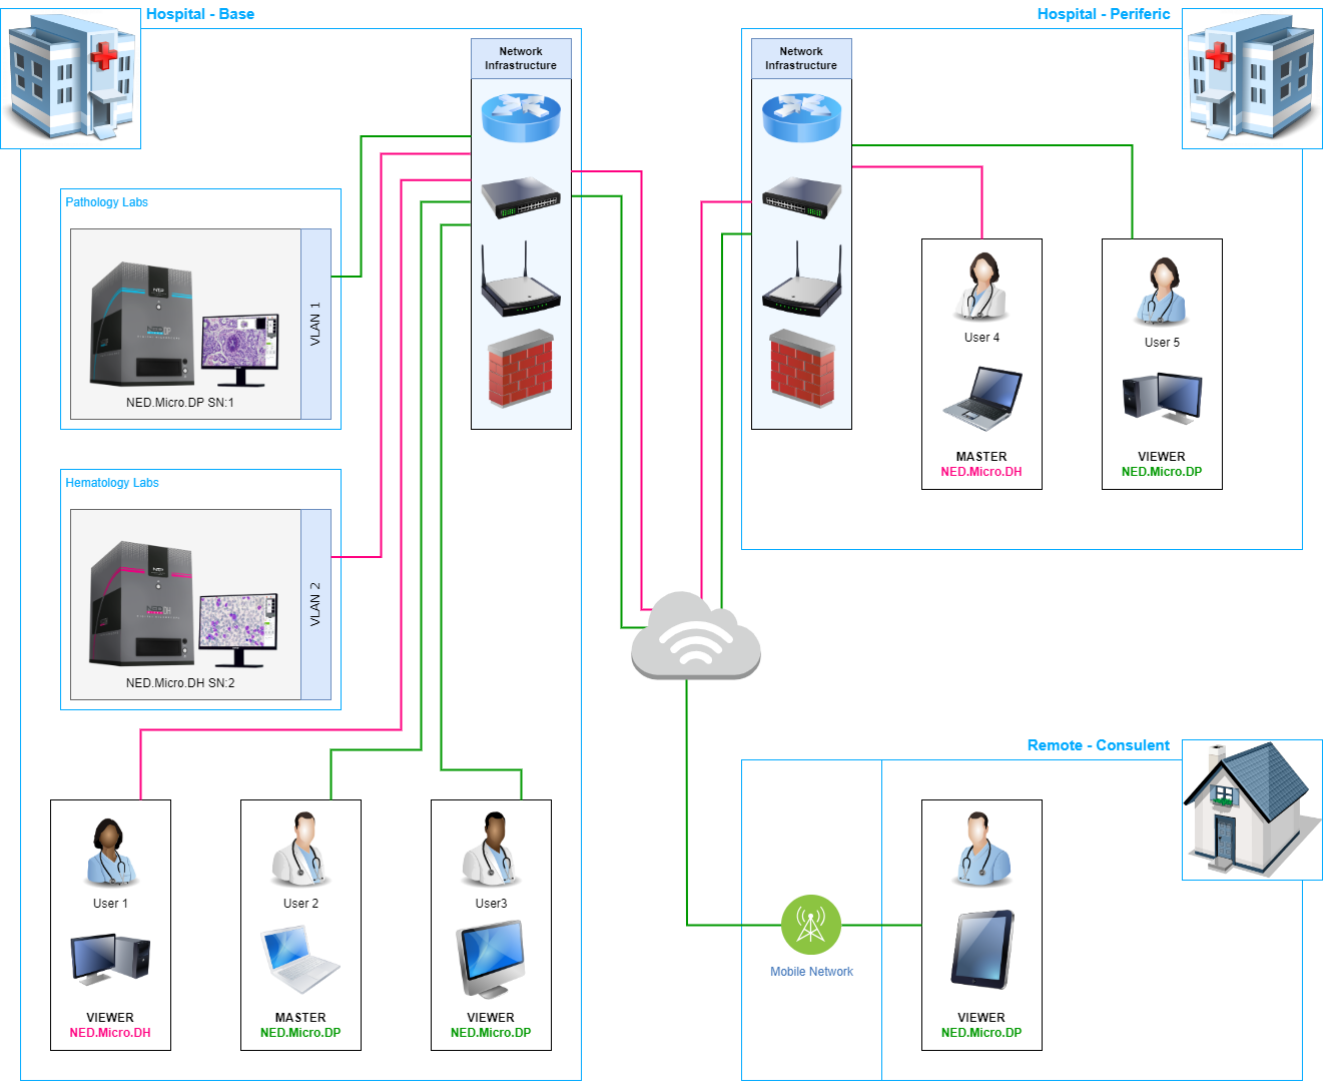 Hospital - Base
Hospital - Periferic
Network
Infrastructure
Network
Infrastructure
Pathology Labs
VLAN 1
NED.Micro.DP SN:1
User 4
User 5
MASTER
NED.Micro.DH
VIEWER
NED.Micro.DP
Hematology Labs
VLAN 2
NED.Micro.DH SN:2
Remote - Consulent
User 1
User 2
User3
Mobile Network
VIEWER
NED.Micro.DH
MASTER
NED.Micro.DP
VIEWER
NED.Micro.DP
VIEWER
NED.Micro.DP